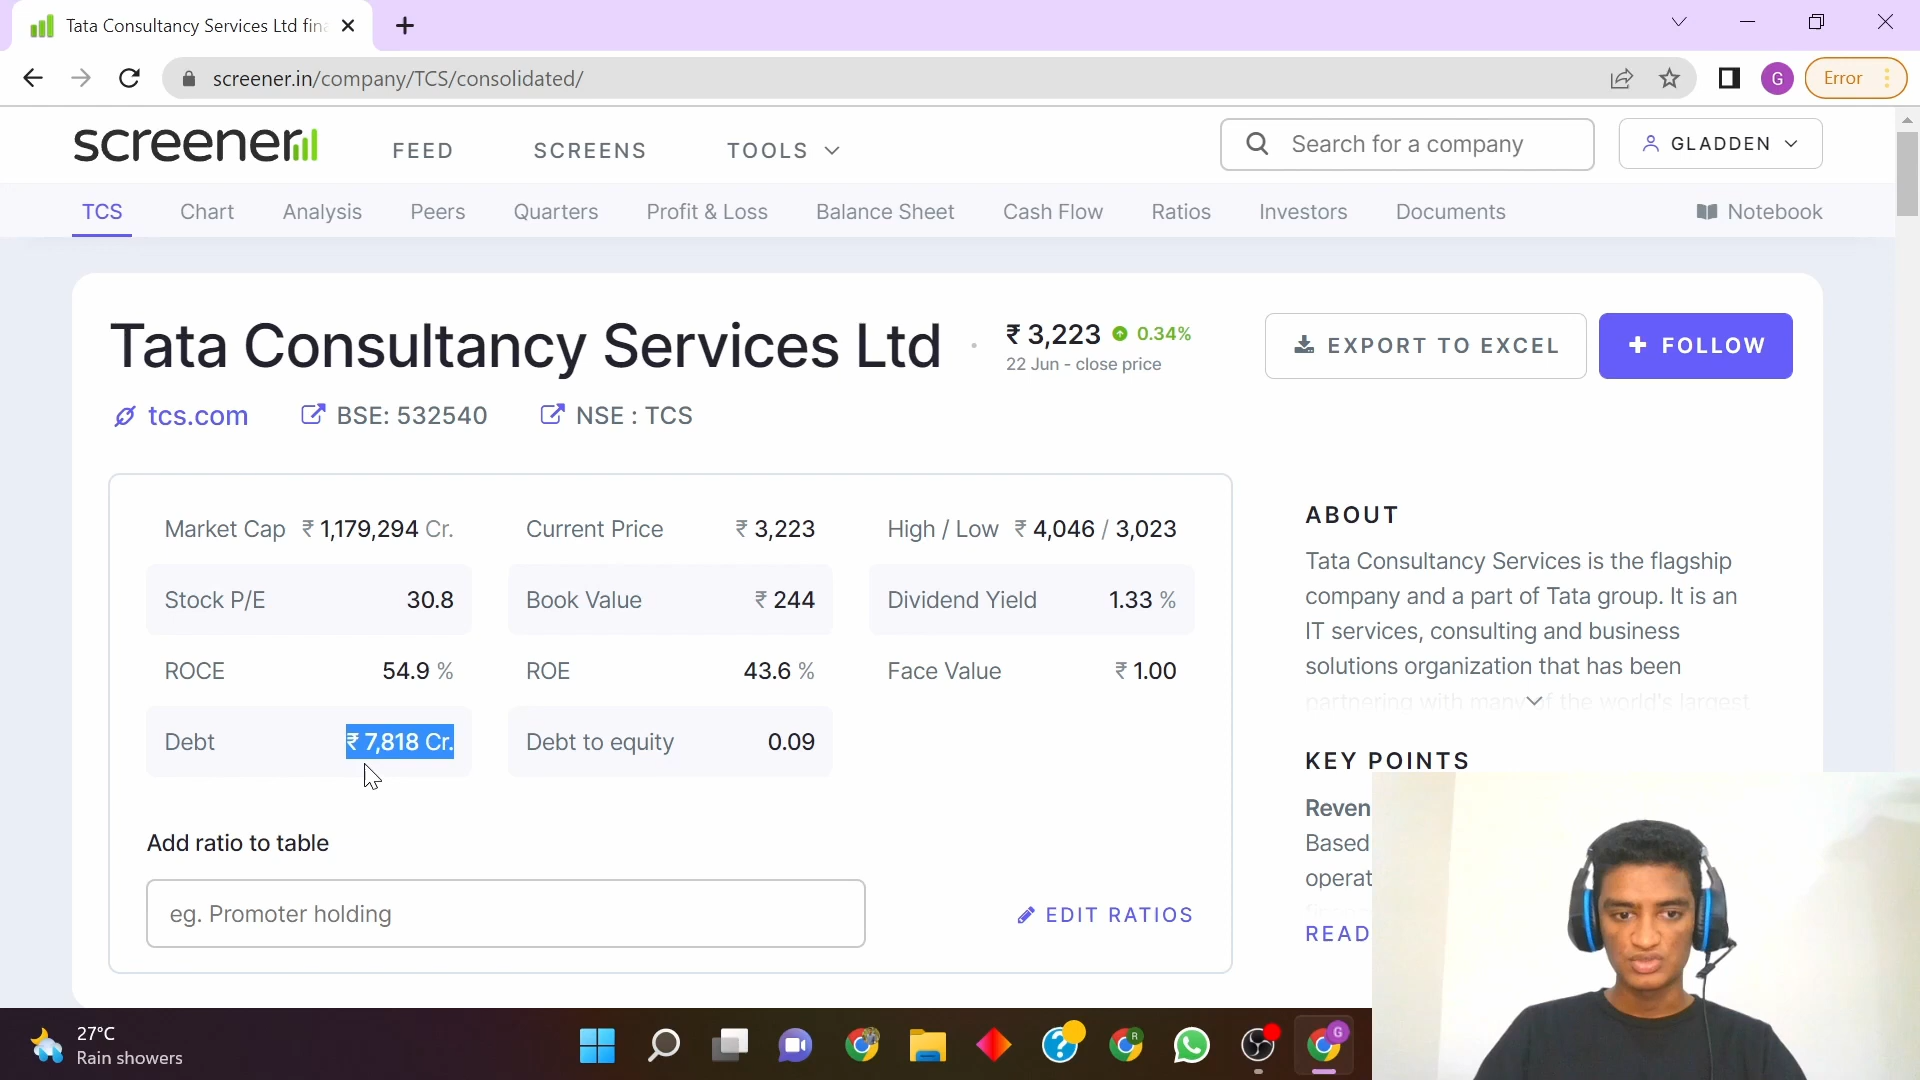 Tata Consultancy Services Ltd fin
screener.in/company/TCS/consolidated/
G
Error
screener
FEED
SCREENS
TOOLS
Search for a company
GLADDEN
TCS
Chart
Analysis
Peers
Quarters
Profit & Loss
Balance Sheet
Cash Flow
Ratios
Investors
Documents
Notebook
Tata Consultancy Services Ltd
₹ 3,223 0.34%
22 Jun - close price
EXPORT TO EXCEL
+ FOLLOW
tcs.com
BSE: 532540
NSE : TCS
Market Cap ₹ 1,179,294 Cr.
Current Price ₹ 3,223
High / Low ₹ 4,046 / 3,023
Stock P/E 30.8
Book Value ₹ 244
Dividend Yield 1.33 %
ROCE 54.9 %
ROE 43.6 %
Face Value ₹ 1.00
Debt ₹ 7,818 Cr.
Debt to equity 0.09
Add ratio to table
eg. Promoter holding
EDIT RATIOS
ABOUT
Tata Consultancy Services is the flagship
company and a part of Tata group. It is an
IT services, consulting and business
solutions organization that has been
partnering with many of the world's largest
KEY POINTS
Reven
Based
operat
READ
27°C
Rain showers
R
G